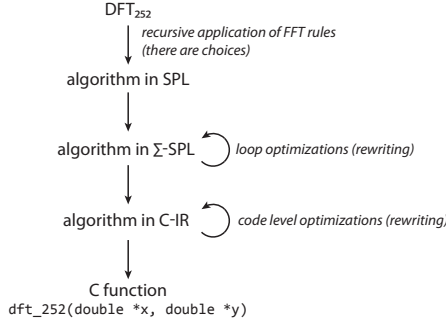 DFT₂₅₂
recursive application of FFT rules
(there are choices)
algorithm in SPL
algorithm in Σ-SPL
loop optimizations (rewriting)
algorithm in C-IR
code level optimizations (rewriting)
C function
dft_252(double *x, double *y)